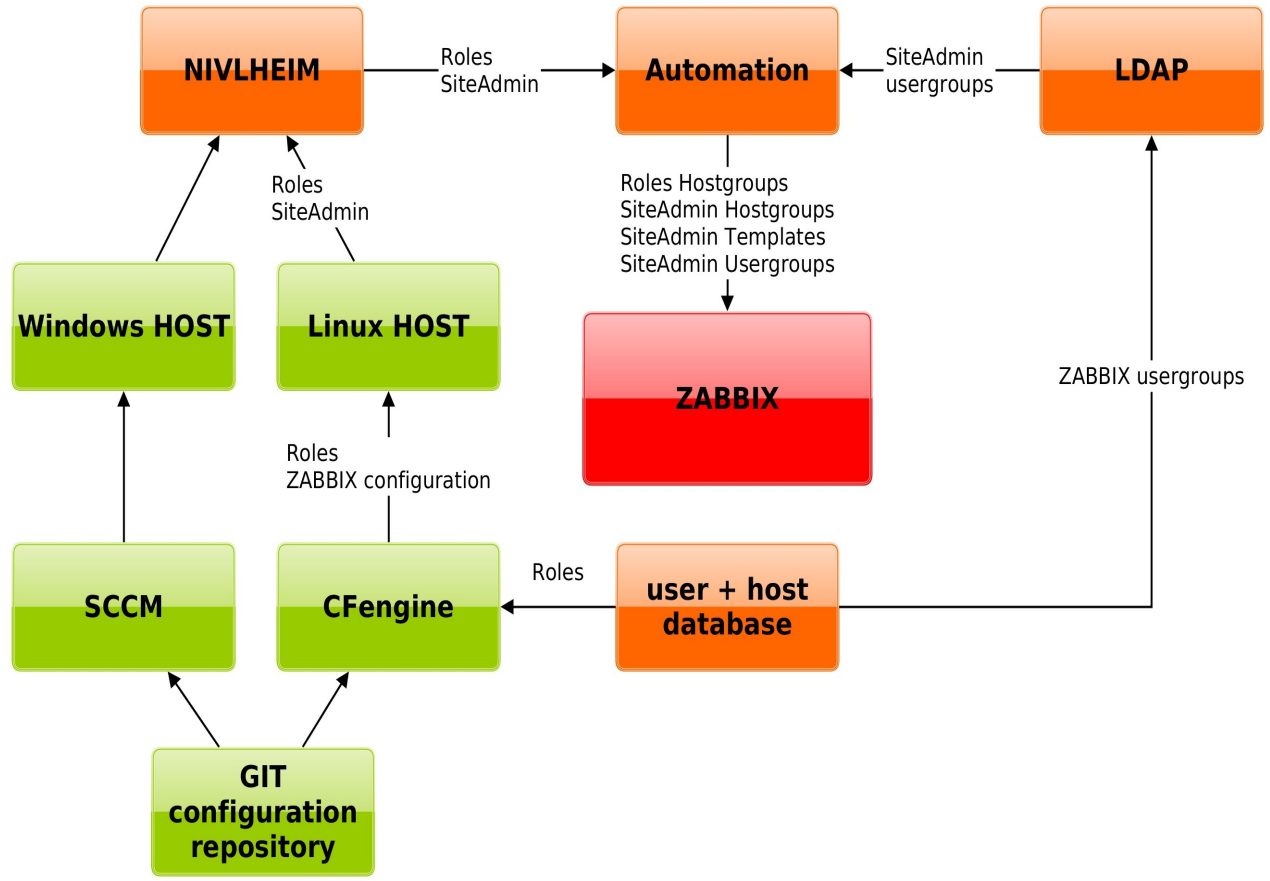 NIVLHEIM
Roles
SiteAdmin
Automation
SiteAdmin
usergroups
LDAP
Roles
SiteAdmin
Roles Hostgroups
SiteAdmin Hostgroups
SiteAdmin Templates
SiteAdmin Usergroups
Windows HOST
Linux HOST
ZABBIX
ZABBIX usergroups
Roles
ZABBIX configuration
SCCM
CFengine
Roles
user + host
database
GIT
configuration
repository